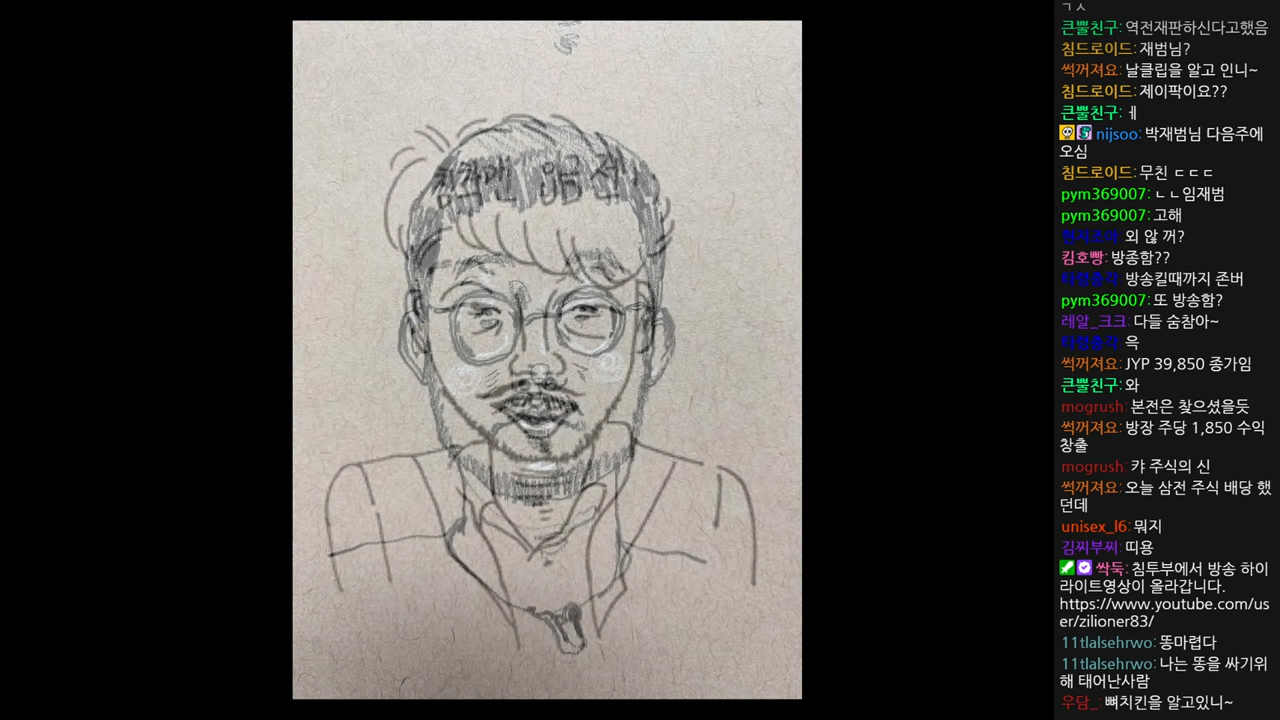 ㄱㅅ
큰뿔친구: 역전재판하신다고했음
침드로이드: 재범님?
썩꺼져요: 날클립을 알고 인니~
침드로이드: 제이팍이요??
큰뿔친구: ㅔ
nijsoo: 박재범님 다음주에
오심
침드로이드: 무친 ㄷㄷㄷ
pym369007: ㄴㄴ임재범
pym369007: 고해
외 않 꺼?
킴호빵: 방종함??
방송킬때까지 존버
pym369007: 또 방송함?
레알_크크: 다들 숨참아~
윽
썩꺼져요: JYP 39,850 종가임
큰뿔친구: 와
mogrush: 본전은 찾으셨을듯
썩꺼져요: 방장 주당 1,850 수익
창출
mogrush: 캬 주식의 신
썩꺼져요: 오늘 삼전 주식 배당 했
던데
unisex_l6: 뭐지
김찌부찌: 띠용
싹둑: 침투부에서 방송 하이
라이트영상이 올라갑니다.
https://www.youtube.com/us
er/zilioner83/
11tlalsehrwo: 똥마렵다
11tlalsehrwo: 나는 똥을 싸기위
해 태어난사람
우담_: 뼈치킨을 알고있니~